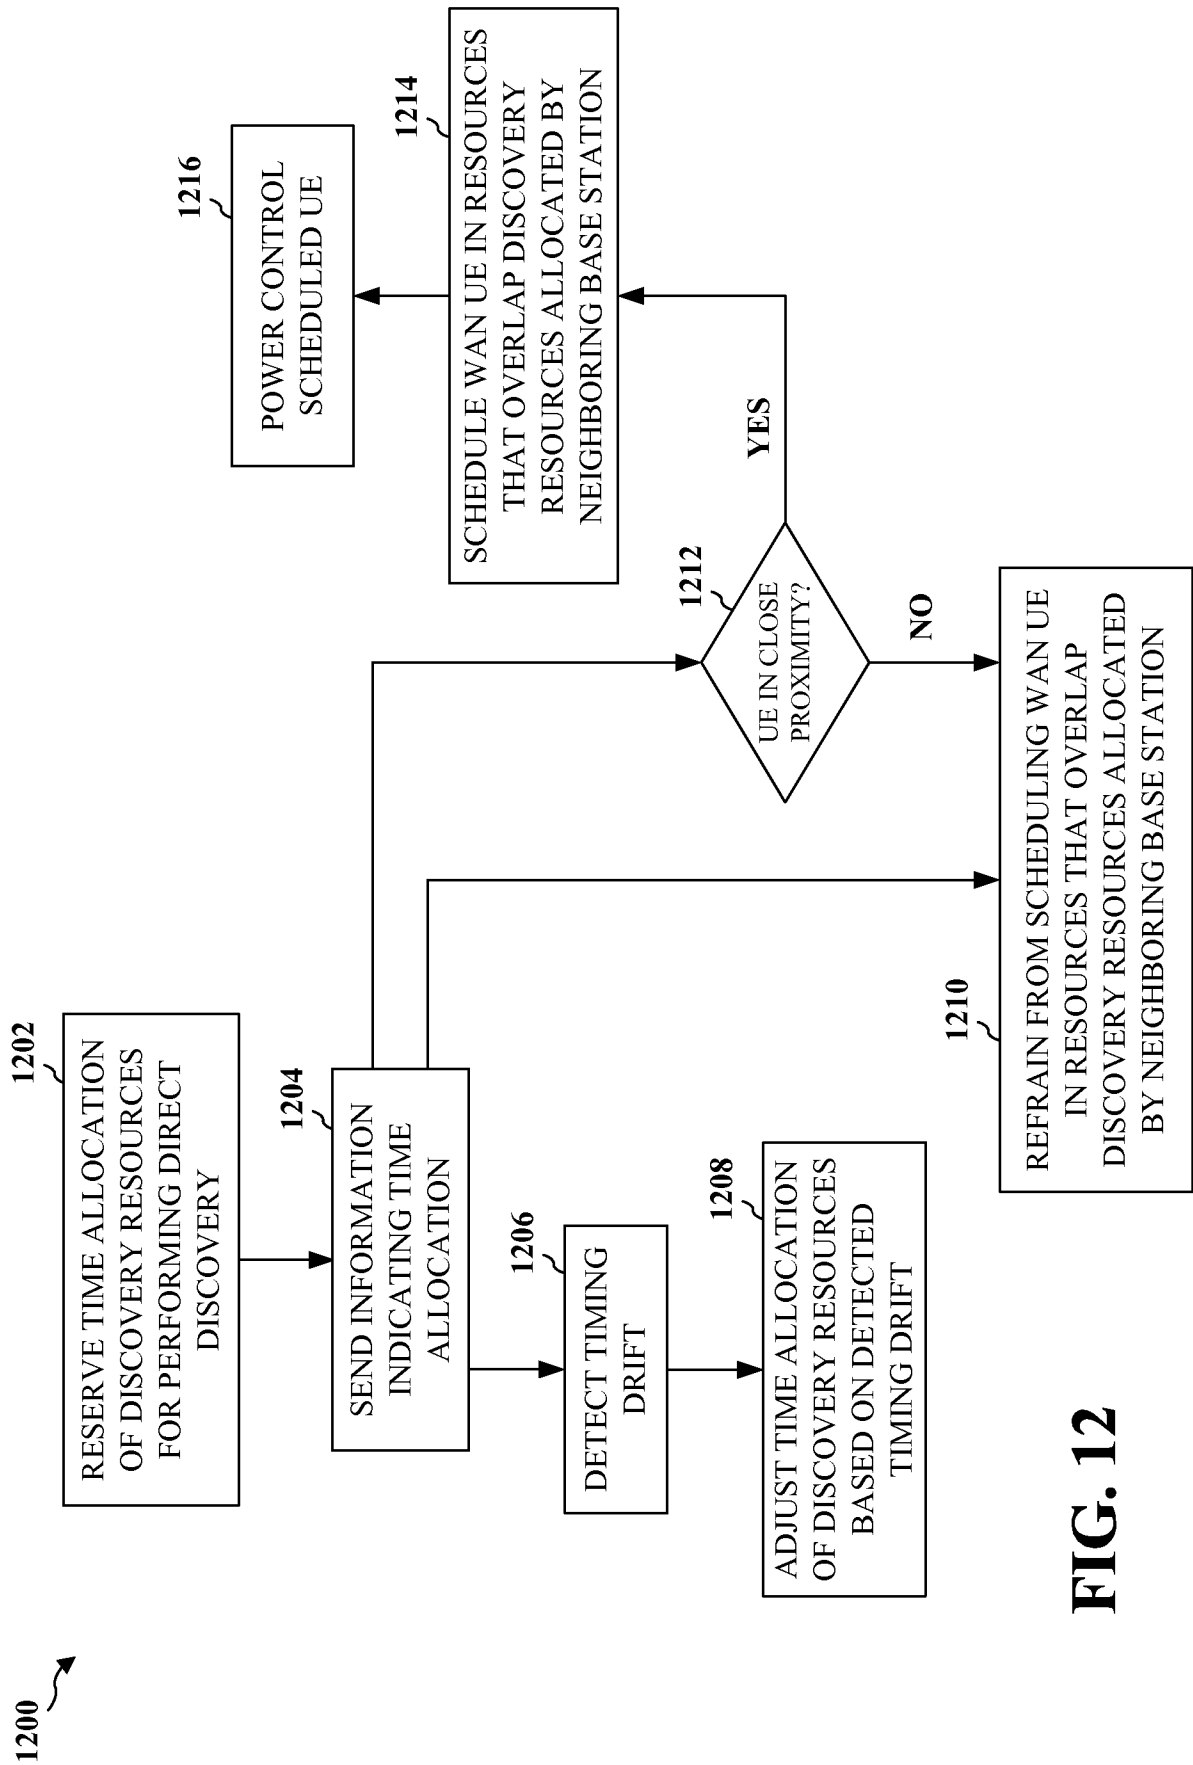 1200
1202
RESERVE TIME ALLOCATION
OF DISCOVERY RESOURCES
FOR PERFORMING DIRECT
DISCOVERY
1204
SEND INFORMATION
INDICATING TIME
ALLOCATION
1206
DETECT TIMING
DRIFT
1208
ADJUST TIME ALLOCATION
OF DISCOVERY RESOURCES
BASED ON DETECTED
TIMING DRIFT
1210
REFRAIN FROM SCHEDULING WAN UE
IN RESOURCES THAT OVERLAP
DISCOVERY RESOURCES ALLOCATED
BY NEIGHBORING BASE STATION
1212
UE IN CLOSE
PROXIMITY?
NO
YES
1214
SCHEDULE WAN UE IN RESOURCES
THAT OVERLAP DISCOVERY
RESOURCES ALLOCATED BY
NEIGHBORING BASE STATION
1216
POWER CONTROL
SCHEDULED UE
FIG. 12